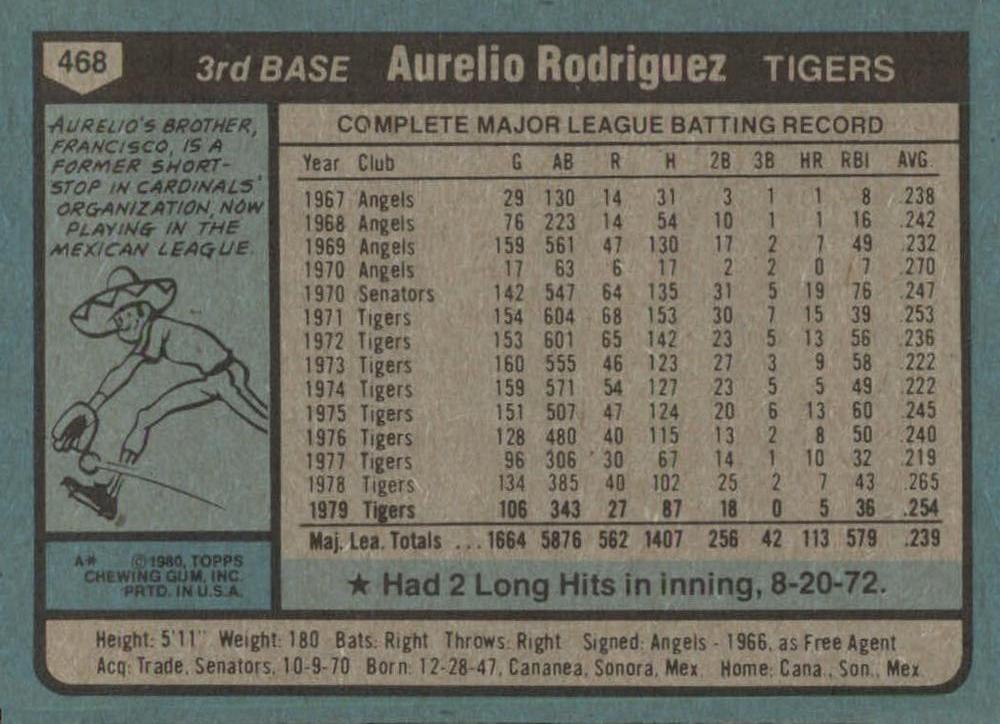 468 3rd BASE Aurelio Rodriguez TIGERS
AURELIO'S BROTHER,
FRANCISCO, IS A
FORMER SHORT-
STOP IN CARDINALS'
ORGANIZATION, NOW
PLAYING IN THE
MEXICAN LEAGUE.
COMPLETE MAJOR LEAGUE BATTING RECORD
Year Club G AB R H 2B 3B HR RBI AVG.
1967 Angels 29 130 14 31 3 1 1 8 .238
1968 Angels 76 223 14 54 10 1 1 16 .242
1969 Angels 159 561 47 130 17 2 7 49 .232
1970 Angels 17 63 6 17 2 2 0 7 .270
1970 Senators 142 547 64 135 31 5 19 76 .247
1971 Tigers 154 604 68 153 30 7 15 39 .253
1972 Tigers 153 601 65 142 23 5 13 56 .236
1973 Tigers 160 555 46 123 27 3 9 58 .222
1974 Tigers 159 571 54 127 23 5 5 49 .222
1975 Tigers 151 507 47 124 20 6 13 60 .245
1976 Tigers 128 480 40 115 13 2 8 50 .240
1977 Tigers 96 306 30 67 14 1 10 32 .219
1978 Tigers 134 385 40 102 25 2 7 43 .265
1979 Tigers 106 343 27 87 18 0 5 36 .254
Maj. Lea. Totals ... 1664 5876 562 1407 256 42 113 579 .239
A* ©1980, TOPPS
CHEWING GUM, INC.
PRTD. IN U.S.A.
★ Had 2 Long Hits in inning, 8-20-72.
Height: 5'11" Weight: 180 Bats: Right Throws: Right Signed: Angels - 1966, as Free Agent
Acq: Trade, Senators, 10-9-70 Born: 12-28-47, Cananea, Sonora, Mex. Home: Cana., Son., Mex.